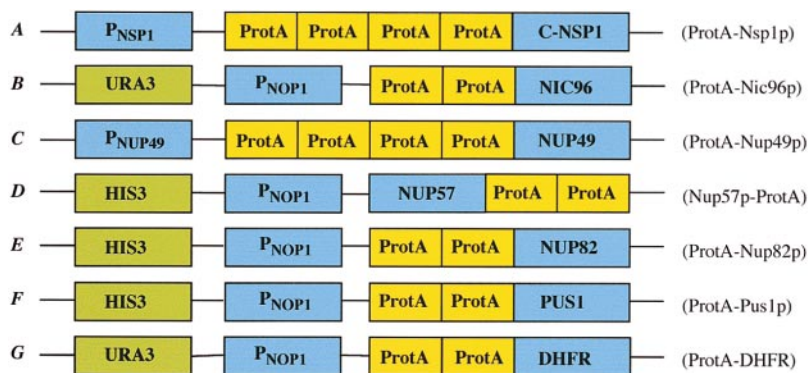 A P_NSP1 ProtA ProtA ProtA ProtA C-NSP1 (ProtA-Nsp1p)
B URA3 P_NOP1 ProtA ProtA NIC96 (ProtA-Nic96p)
C P_NUP49 ProtA ProtA ProtA ProtA NUP49 (ProtA-Nup49p)
D HIS3 P_NOP1 NUP57 ProtA ProtA (Nup57p-ProtA)
E HIS3 P_NOP1 ProtA ProtA NUP82 (ProtA-Nup82p)
F HIS3 P_NOP1 ProtA ProtA PUS1 (ProtA-Pus1p)
G URA3 P_NOP1 ProtA ProtA DHFR (ProtA-DHFR)